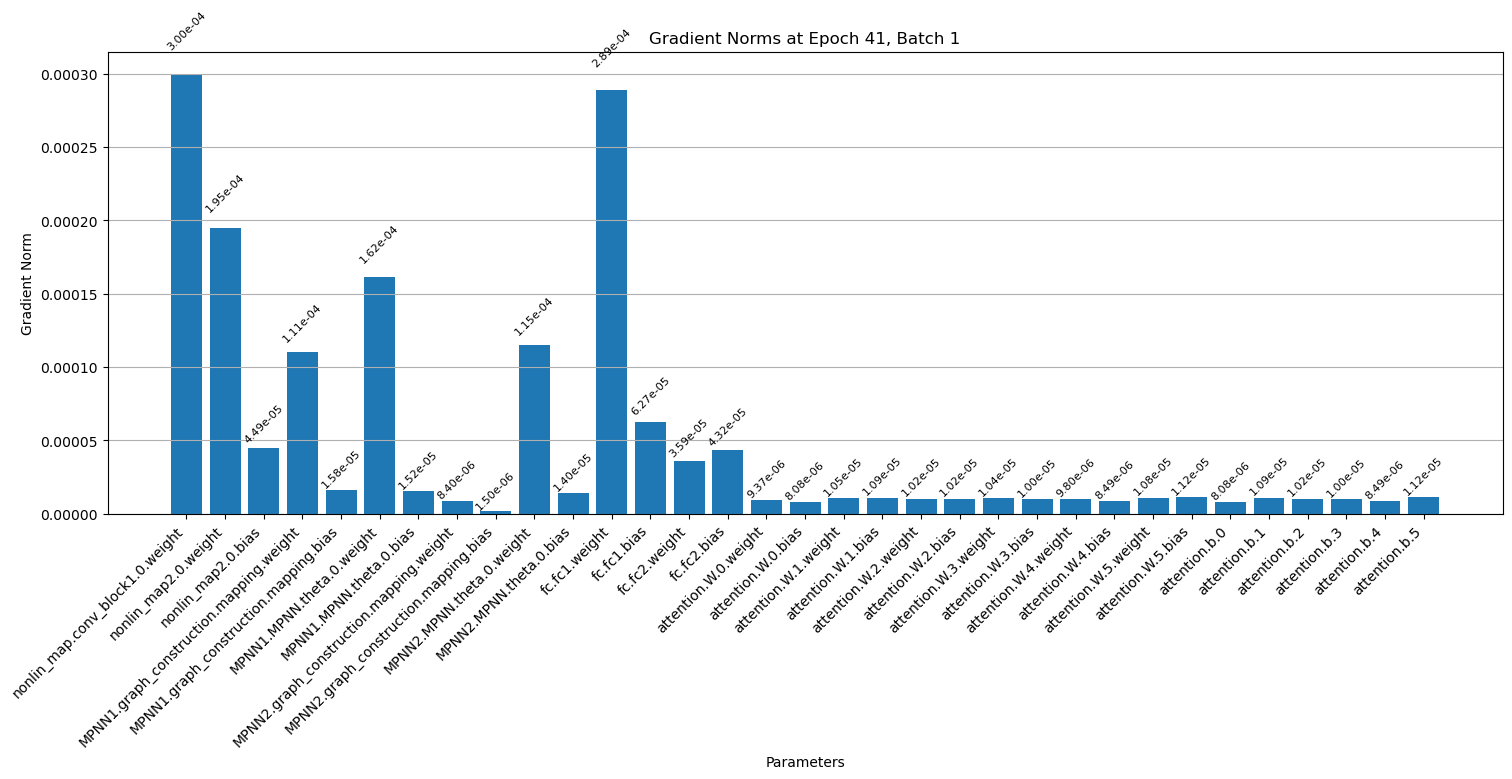 Gradient Norms at Epoch 41, Batch 1
Gradient Norm
0.00030
0.00025
0.00020
0.00015
0.00010
0.00005
0.00000
3.00e-04
1.95e-04
4.49e-05
1.11e-04
1.58e-05
1.62e-04
1.52e-05
8.40e-06
1.50e-06
1.15e-04
1.40e-05
2.89e-04
6.27e-05
3.59e-05
4.32e-05
9.37e-06
8.08e-06
1.05e-05
1.09e-05
1.02e-05
1.02e-05
1.04e-05
1.00e-05
9.80e-06
8.49e-06
1.08e-05
1.12e-05
8.08e-06
1.09e-05
1.02e-05
1.00e-05
8.49e-06
1.12e-05
nonlin_map.conv_block1.0.weight
nonlin_map2.0.weight
nonlin_map2.0.bias
MPNN1.graph_construction.mapping.weight
MPNN1.graph_construction.mapping.bias
MPNN1.MPNN.theta.0.weight
MPNN1.MPNN.theta.0.bias
MPNN2.graph_construction.mapping.weight
MPNN2.graph_construction.mapping.bias
MPNN2.MPNN.theta.0.weight
MPNN2.MPNN.theta.0.bias
fc.fc1.weight
fc.fc1.bias
fc.fc2.weight
fc.fc2.bias
attention.W.0.weight
attention.W.0.bias
attention.W.1.weight
attention.W.1.bias
attention.W.2.weight
attention.W.2.bias
attention.W.3.weight
attention.W.3.bias
attention.W.4.weight
attention.W.4.bias
attention.W.5.weight
attention.W.5.bias
attention.b.0
attention.b.1
attention.b.2
attention.b.3
attention.b.4
attention.b.5
Parameters